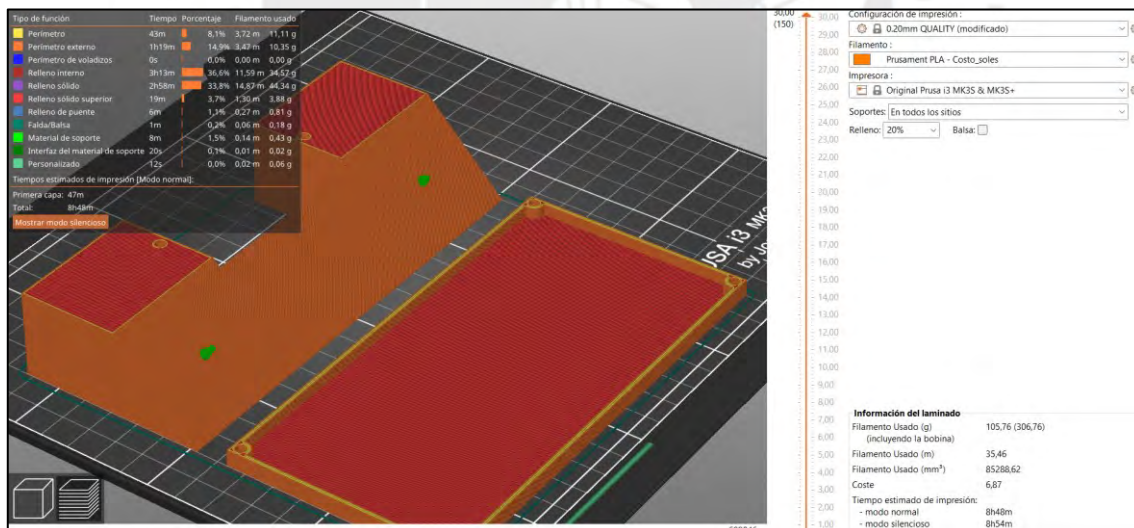 Tipo de función Tiempo Porcentaje Filamento usado
Perímetro 43m 8,1% 3,72 m 11,11 g
Perímetro externo 1h19m 14,9% 3,47 m 10,35 g
Perímetro de voladizos 0s 0,0% 0,00 m 0,00 g
Relleno interno 3h13m 36,6% 11,59 m 34,57 g
Relleno sólido 2h58m 33,8% 14,87 m 44,34 g
Relleno sólido superior 19m 3,7% 1,30 m 3,88 g
Relleno de puente 6m 1,1% 0,27 m 0,81 g
Falda/Balsa 1m 0,2% 0,06 m 0,18 g
Material de soporte 8m 1,5% 0,14 m 0,43 g
Interfaz del material de soporte 20s 0,1% 0,01 m 0,02 g
Personalizado 12s 0,0% 0,02 m 0,06 g
Tiempos estimados de impresión [Modo normal]:
Primera capa: 47m
Total: 8h48m
Mostrar modo silencioso
USA i3 MK3
by Jo
30,00
(150)
30,00
29,00
28,00
27,00
26,00
25,00
24,00
23,00
22,00
21,00
20,00
19,00
18,00
17,00
16,00
15,00
14,00
13,00
12,00
11,00
10,00
9,00
8,00
7,00
6,00
5,00
4,00
3,00
2,00
1,00
Configuración de impresión :
0.20mm QUALITY (modificado)
Filamento :
Prusament PLA - Costo_soles
Impresora :
Original Prusa i3 MK3S & MK3S+
Soportes: En todos los sitios
Relleno: 20% Balsa:
Información del laminado
Filamento Usado (g) 105,76 (306,76)
(incluyendo la bobina)
Filamento Usado (m) 35,46
Filamento Usado (mm³) 85288,62
Coste 6,87
Tiempo estimado de impresión:
- modo normal 8h48m
- modo silencioso 8h54m